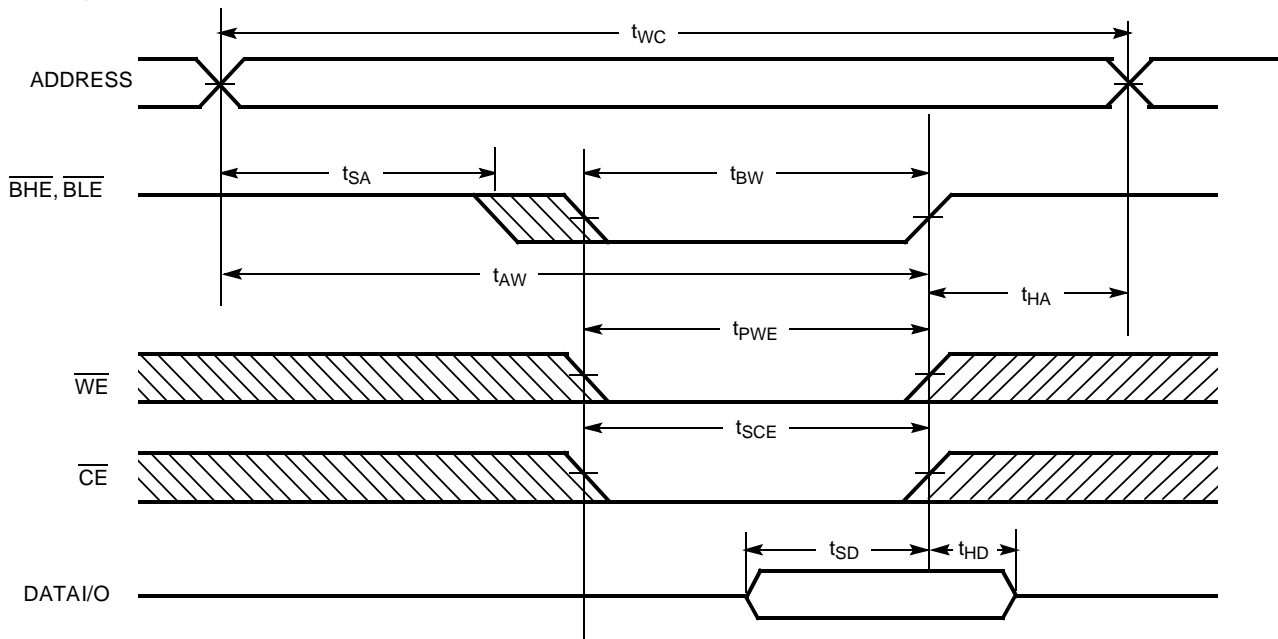 tWC
ADDRESS
tSA
tBW
BHE, BLE
tAW
tHA
tPWE
WE
tSCE
CE
tSD
tHD
DATAI/O